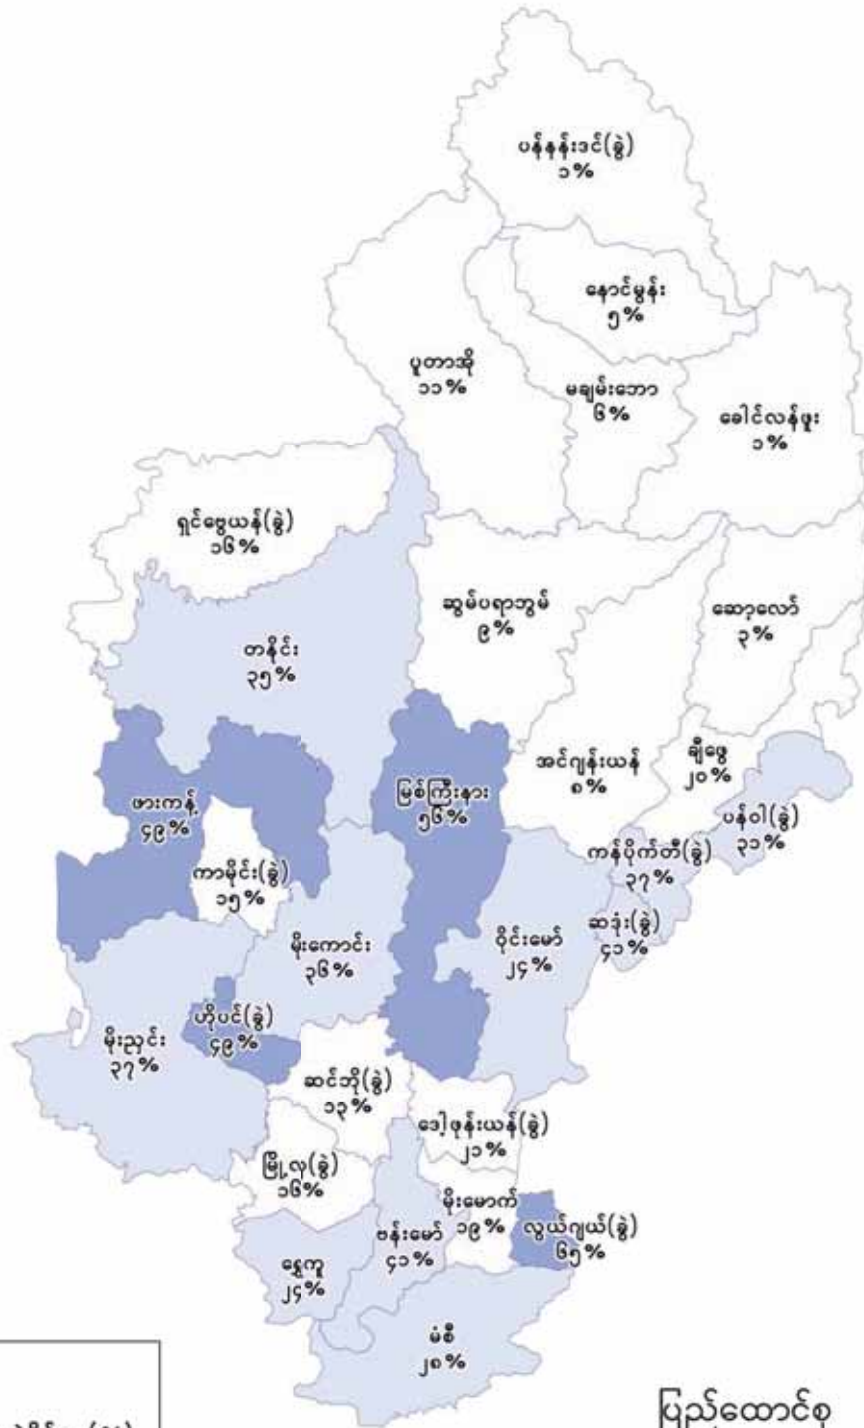 ပန်နန်းဒင်(ခွဲ)
၁%
နောင်မွန်း
၅%
ပူတာအို
၁၁%
မချမ်းဘော
၆%
ခေါင်လန်ဖူး
၁%
ရှင်ဗွေယန်(ခွဲ)
၁၆%
ဆွမ်ပရာဘွမ်
၉%
ဆော့လော်
၃%
တနိုင်း
၃၅%
အင်ဂျန်းယန်
၈%
ချီဖွေ
၂၀%
မြစ်ကြီးနား
၅၆%
ဖားကန့်
၄၉%
ပန်ဝါ(ခွဲ)
၃၁%
ကန်ပိုက်တီ(ခွဲ)
၃၇%
ကာမိုင်း(ခွဲ)
၁၅%
ဆဒုံး(ခွဲ)
၄၁%
မိုးကောင်း
၃၆%
ဝိုင်းမော်
၂၄%
ဟိုပင်(ခွဲ)
၄၉%
မိုးညှင်း
၃၇%
ဆင်ဘို(ခွဲ)
၁၃%
ဒေါ့ဖုန်းယန်(ခွဲ)
၂၁%
မြို့လှ(ခွဲ)
၁၆%
မိုးမောက်
၁၉%
လွယ်ဂျယ်(ခွဲ)
၆၅%
ဗန်းမော်
၄၁%
ရွှေကူ
၂၄%
မံစီ
၂၈%
ပြည်ထောင်စု